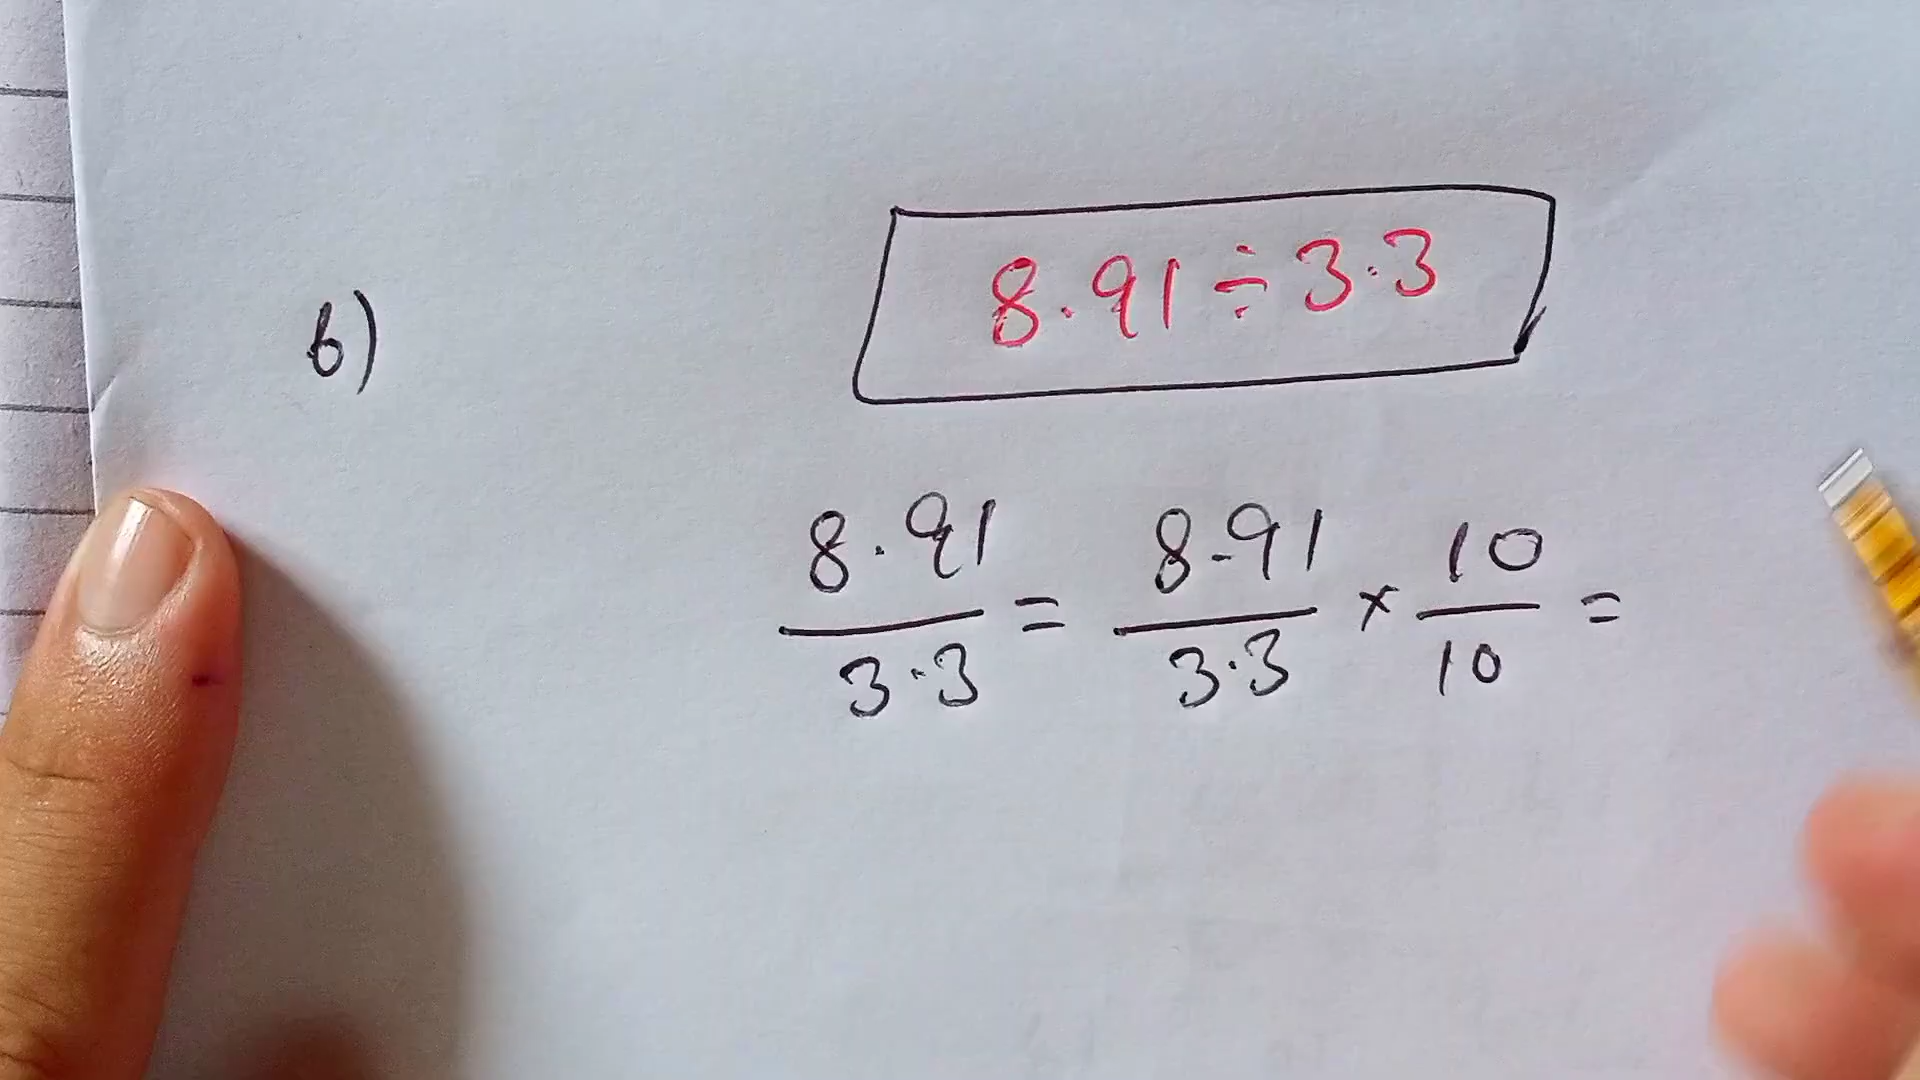 8.91 ÷ 3.3
b)
8.91/3.3 = 8.91/3.3 × 10/10 =